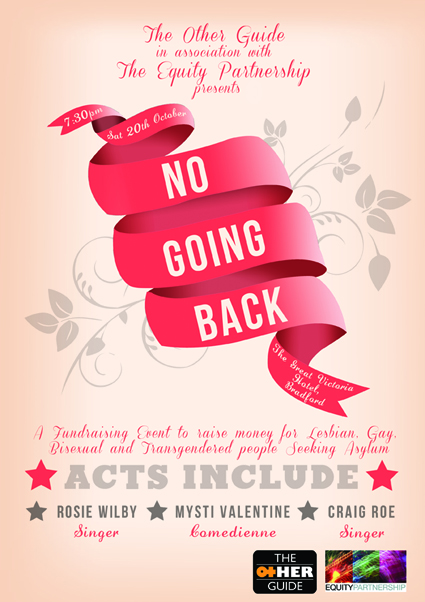 The Other Guide
in association with
The Equity Partnership
presents
7:30pm
Sat 20th October
NO
GOING
BACK
The Great Victoria
Hotel,
Bradford
A Fundraising Event to raise money for Lesbian, Gay,
Bisexual and Transgendered people Seeking Asylum
ACTS INCLUDE
ROSIE WILBY MYSTI VALENTINE CRAIG ROE
Singer Comedienne Singer
THE
OTHER
GUIDE
EQUITYPARTNERSHIP